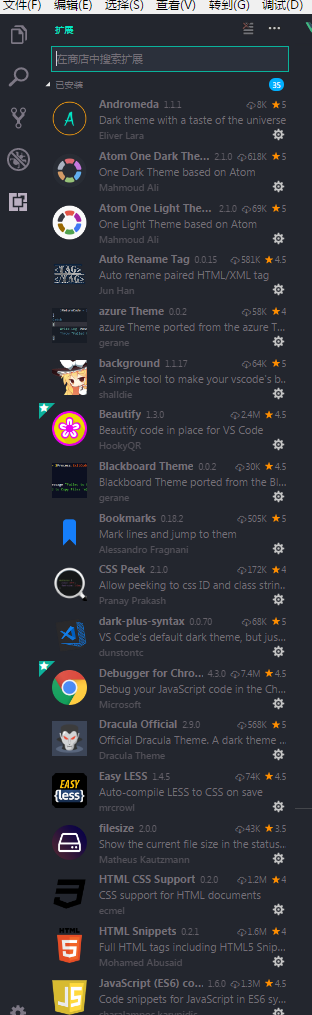 文件(F) 编辑(E) 选择(S) 查看(V) 转到(G) 调试(D)
扩展
在商店中搜索扩展
已安装 35
Andromeda 1.1.1 8K 5
Dark theme with a taste of the universe
Eliver Lara
Atom One Dark The... 2.1.0 618K 5
One Dark Theme based on Atom
Mahmoud Ali
Atom One Light The... 2.1.0 69K 5
One Light Theme based on Atom
Mahmoud Ali
Auto Rename Tag 0.0.15 581K 4.5
Auto rename paired HTML/XML tag
Jun Han
azure Theme 0.0.2 58K 4
azure Theme ported from the azure T...
gerane
background 1.1.17 64K 5
A simple tool to make your vscode's b...
shalldie
Beautify 1.3.0 2.4M 4.5
Beautify code in place for VS Code
HookyQR
Blackboard Theme 0.0.2 30K 4.5
Blackboard Theme ported from the Bl...
gerane
Bookmarks 0.18.2 505K 5
Mark lines and jump to them
Alessandro Fragnani
CSS Peek 2.1.0 172K 4
Allow peeking to css ID and class strin...
Pranay Prakash
dark-plus-syntax 0.0.70 68K 5
VS Code's default dark theme, but jus...
dunstontc
Debugger for Chro... 4.3.0 7.4M 4.5
Debug your JavaScript code in the Ch...
Microsoft
Dracula Official 2.9.0 568K 5
Official Dracula Theme. A dark theme ...
Dracula Theme
EASY
{less}
Easy LESS 1.4.5 74K 4.5
Auto-compile LESS to CSS on save
mrcrowl
filesize 2.0.0 43K 3.5
Show the current file size in the status...
Matheus Kautzmann
HTML CSS Support 0.2.0 1.2M 4
CSS support for HTML documents
ecmel
HTML
5
HTML Snippets 0.2.1 1.6M 4
Full HTML tags including HTML5 Snip...
Mohamed Abusaid
JS
JavaScript (ES6) co... 1.6.0 1.3M 4.5
Code snippets for JavaScript in ES6 sy...